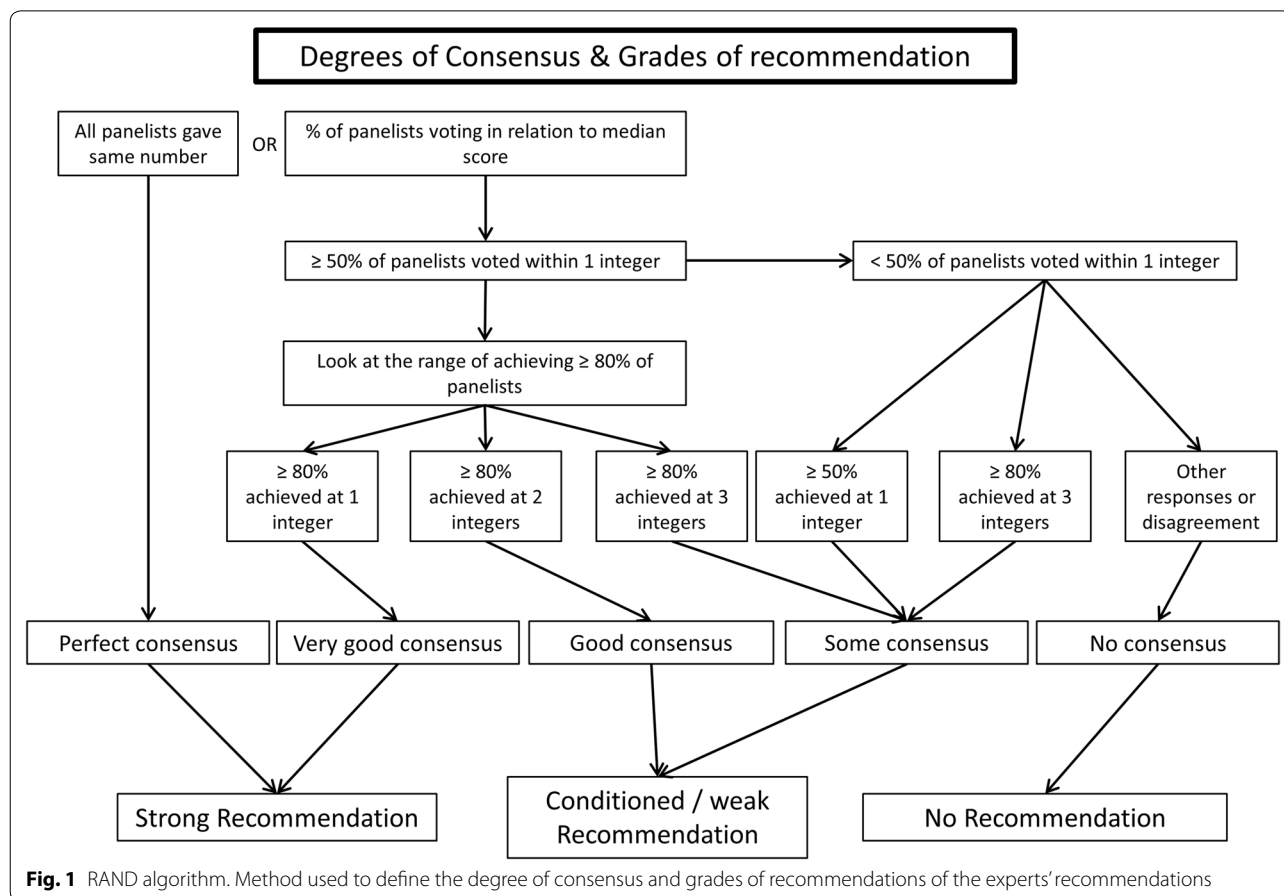 Degrees of Consensus & Grades of recommendation
All panelists gave
same number
OR
% of panelists voting in relation to median
score
≥ 50% of panelists voted within 1 integer
< 50% of panelists voted within 1 integer
Look at the range of achieving ≥ 80% of
panelists
≥ 80%
achieved at 1
integer
≥ 80%
achieved at 2
integers
≥ 80%
achieved at 3
integers
≥ 50%
achieved at 1
integer
≥ 80%
achieved at 3
integers
Other
responses or
disagreement
Perfect consensus
Very good consensus
Good consensus
Some consensus
No consensus
Strong Recommendation
Conditioned / weak
Recommendation
No Recommendation
Fig. 1 RAND algorithm. Method used to define the degree of consensus and grades of recommendations of the experts' recommendations